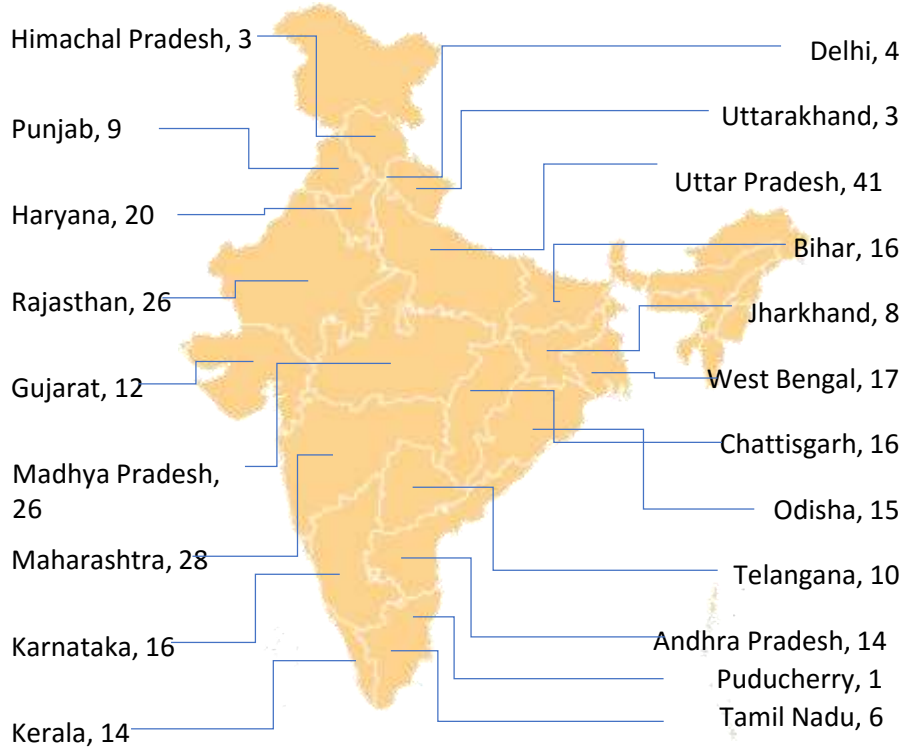 Himachal Pradesh, 3
Delhi, 4
Uttarakhand, 3
Punjab, 9
Uttar Pradesh, 41
Haryana, 20
Bihar, 16
Rajasthan, 26
Jharkhand, 8
Gujarat, 12
West Bengal, 17
Chattisgarh, 16
Madhya Pradesh,
26
Odisha, 15
Maharashtra, 28
Telangana, 10
Karnataka, 16
Andhra Pradesh, 14
Puducherry, 1
Kerala, 14
Tamil Nadu, 6